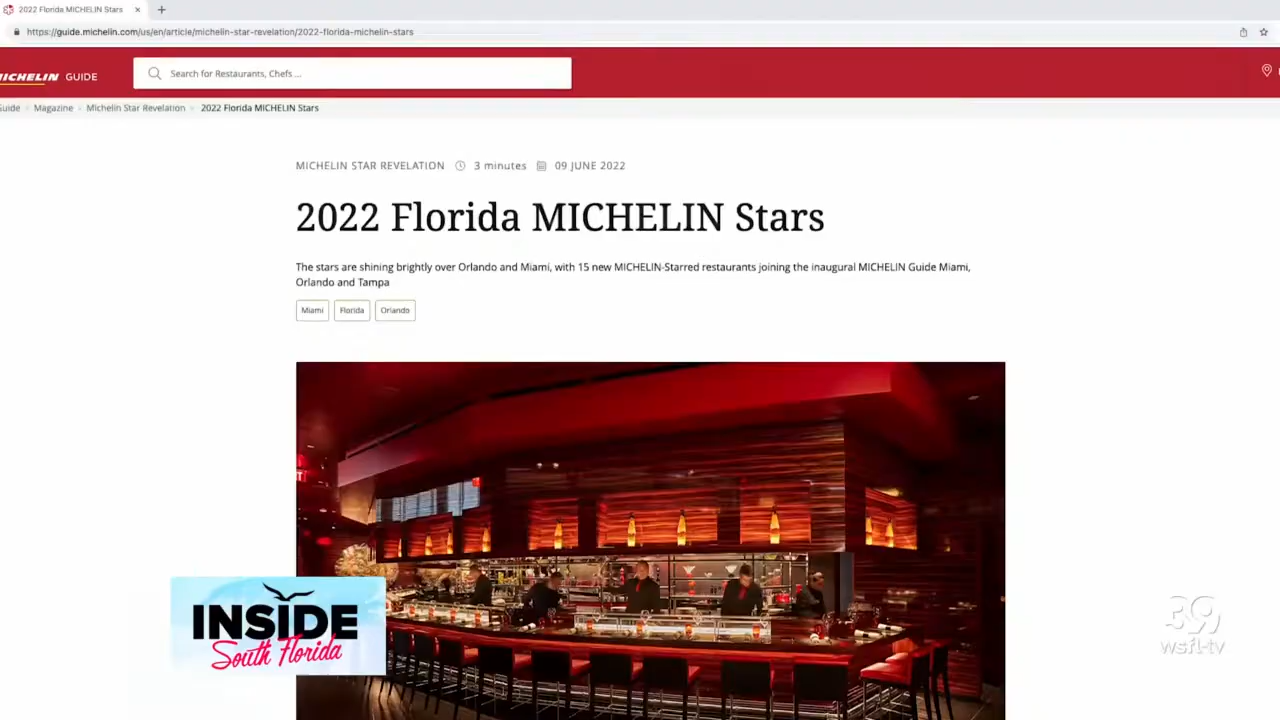 2022 Florida MICHELIN Stars
https://guide.michelin.com/us/en/article/michelin-star-revelation/2022-florida-michelin-stars
GUIDE
Search for Restaurants, Chefs ...
Magazine
Michelin Star Revelation
2022 Florida MICHELIN Stars
MICHELIN STAR REVELATION
3 minutes
09 JUNE 2022
2022 Florida MICHELIN Stars
The stars are shining brightly over Orlando and Miami, with 15 new MICHELIN-Starred restaurants joining the inaugural MICHELIN Guide Miami,
Orlando and Tampa
Miami
Florida
Orlando
INSIDE
South Florida
39
wsfl-tv